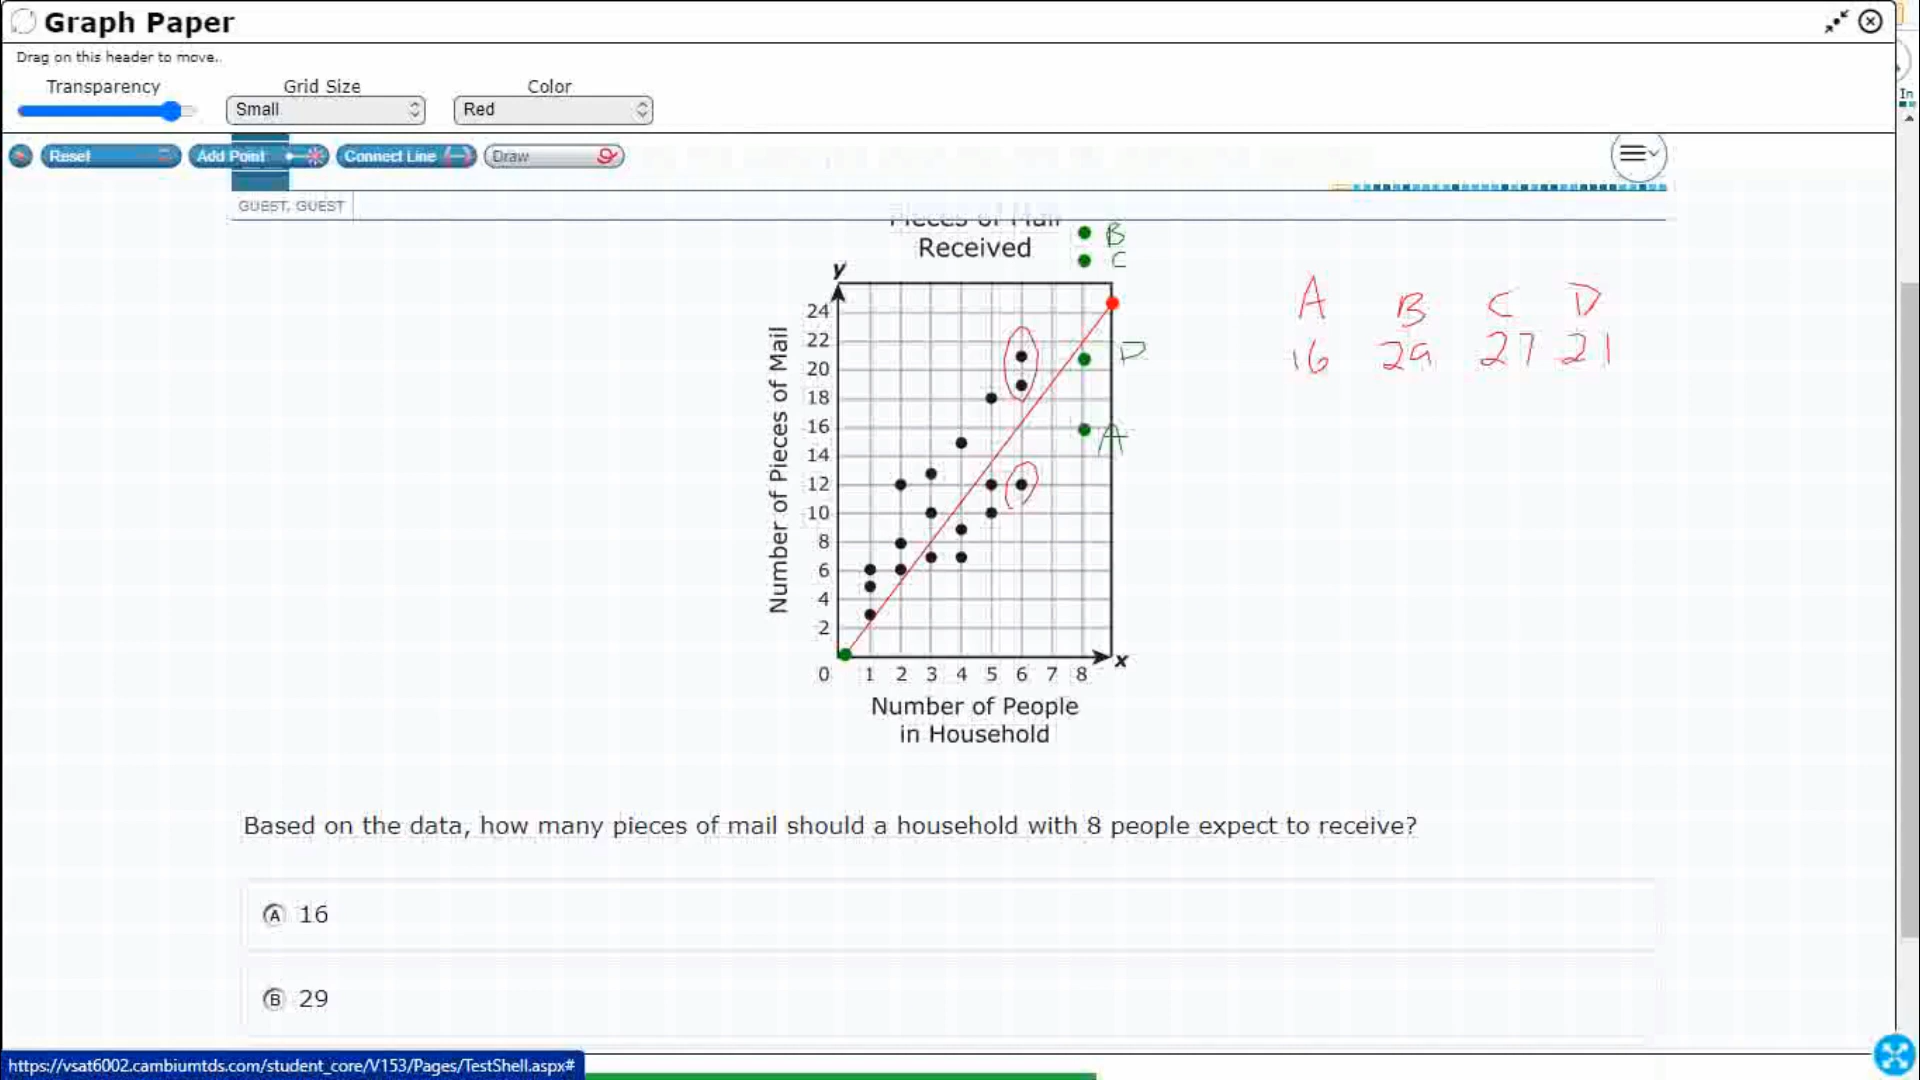 Graph Paper
Drag on this header to move..
Transparency
Grid Size
Color
Small
Red
Reset
Add Point
Connect Line
Draw
In
GUEST, GUEST
Pieces of Mail
Received
B
C
D
A
y
24
22
20
18
16
14
12
10
8
6
4
2
0 1 2 3 4 5 6 7 8
x
Number of Pieces of Mail
Number of People
in Household
A B C D
16 29 27 21
Based on the data, how many pieces of mail should a household with 8 people expect to receive?
A 16
B 29
https://vsat6002.cambiumtds.com/student_core/V153/Pages/TestShell.aspx#